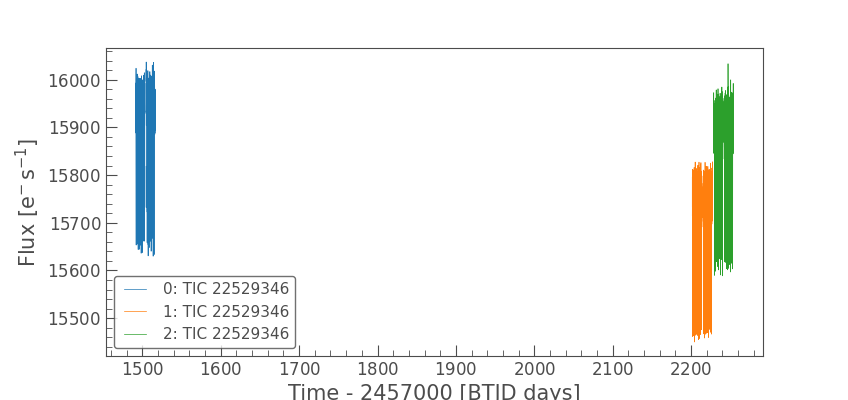 16000
15900
15800
15700
15600
15500
Flux [e⁻ s⁻¹]
0: TIC 22529346
1: TIC 22529346
2: TIC 22529346
1500 1600 1700 1800 1900 2000 2100 2200
Time - 2457000 [BTJD days]